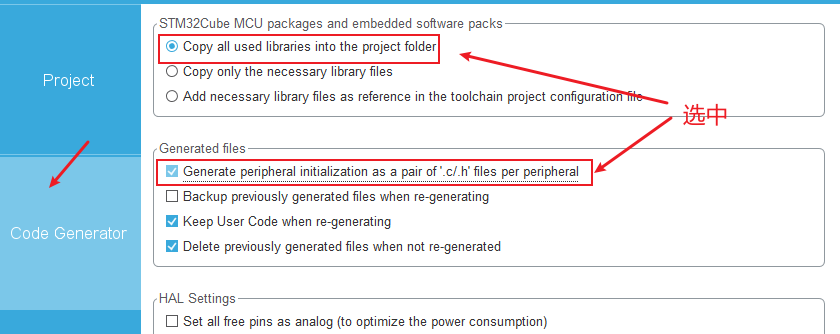 STM32Cube MCU packages and embedded software packs
Copy all used libraries into the project folder
Copy only the necessary library files
Add necessary library files as reference in the toolchain project configuration file
Project
选中
Generated files
Generate peripheral initialization as a pair of '.c/.h' files per peripheral
Backup previously generated files when re-generating
Keep User Code when re-generating
Code Generator
Delete previously generated files when not re-generated
HAL Settings
Set all free pins as analog (to optimize the power consumption)